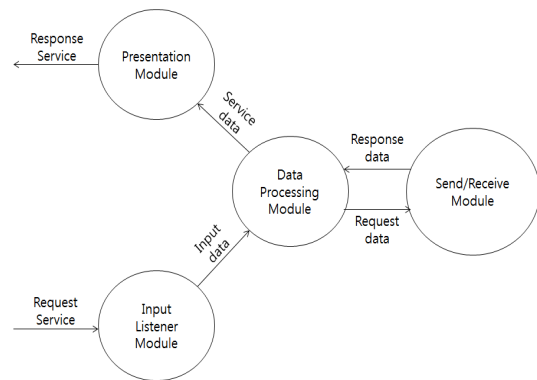 Response
Service
Presentation
Module
Service
data
Data
Processing
Module
Response
data
Request
data
Send/Receive
Module
Input
data
Request
Service
Input
Listener
Module